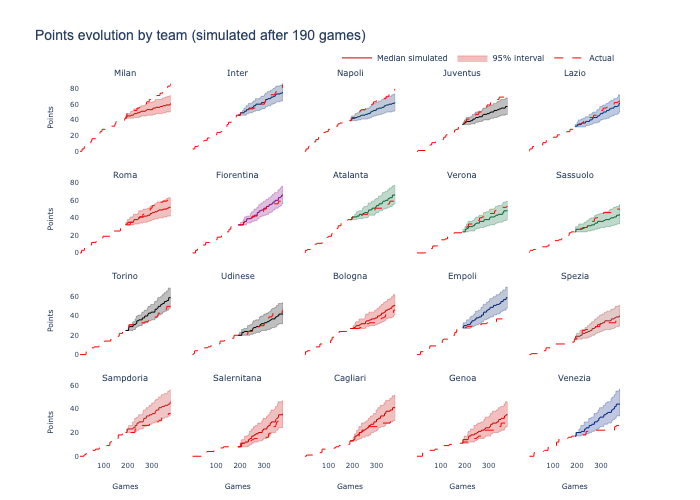 Points evolution by team (simulated after 190 games)
Median simulated 95% interval Actual
Milan Inter Napoli Juventus Lazio
80
60
40
20
0
Points
Roma Fiorentina Atalanta Verona Sassuolo
80
60
40
20
0
Points
Torino Udinese Bologna Empoli Spezia
60
40
20
0
Points
Sampdoria Salernitana Cagliari Genoa Venezia
60
40
20
0
Points
100 200 300 100 200 300 100 200 300 100 200 300 100 200 300
Games Games Games Games Games